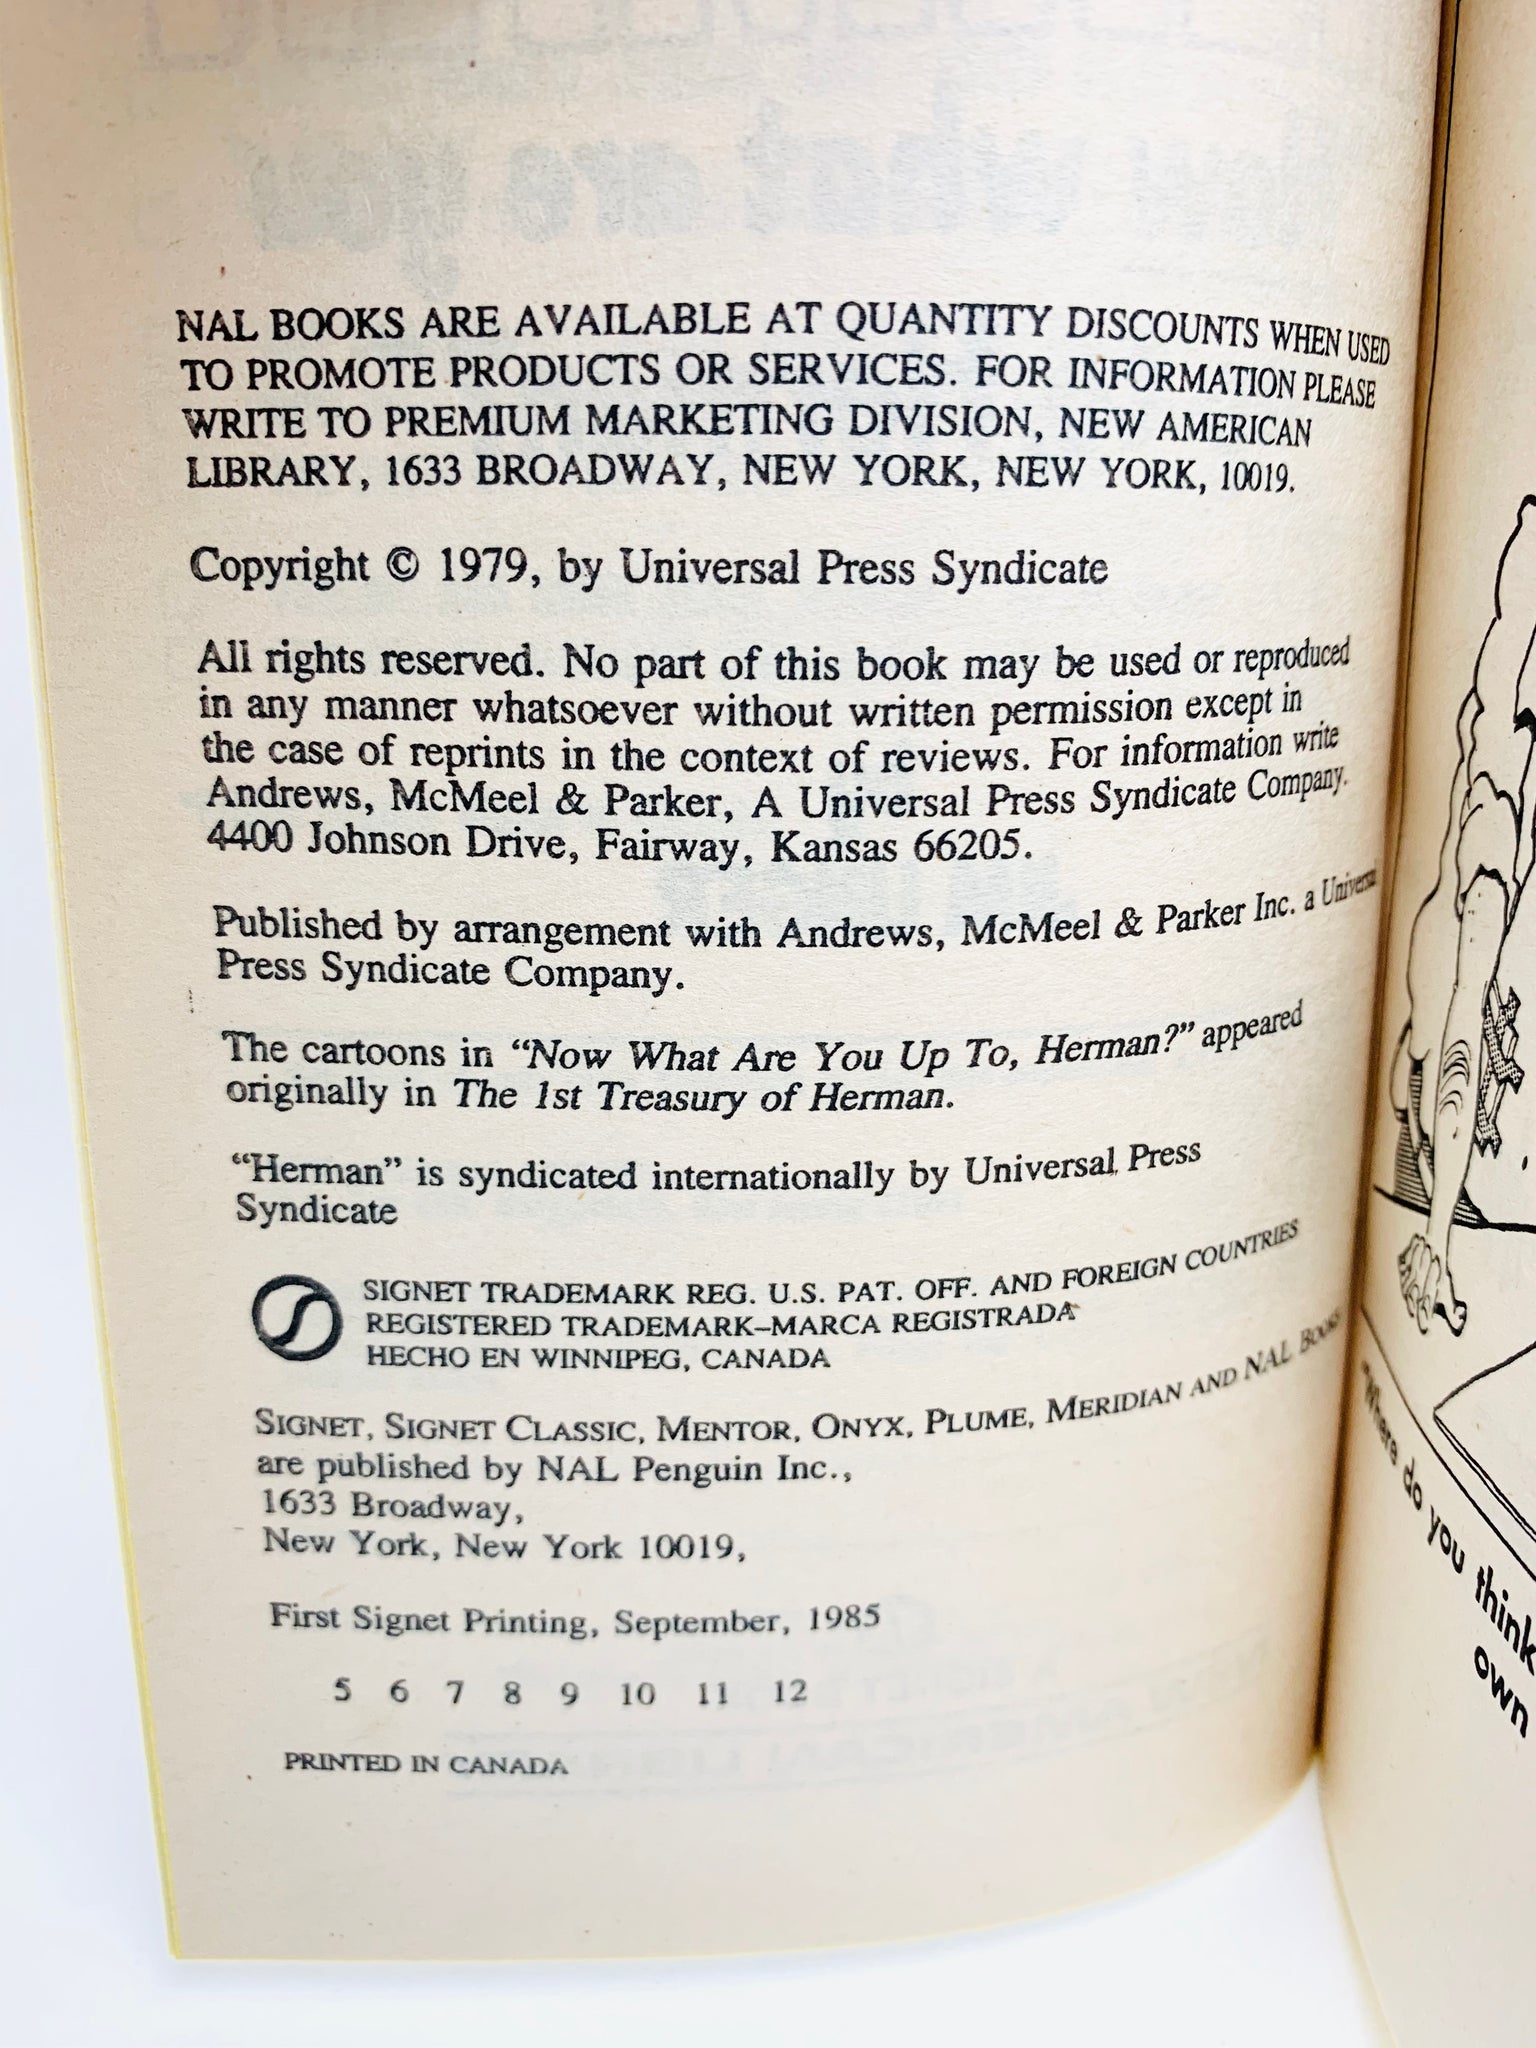 NAL BOOKS ARE AVAILABLE AT QUANTITY DISCOUNTS WHEN USED
TO PROMOTE PRODUCTS OR SERVICES. FOR INFORMATION PLEASE
WRITE TO PREMIUM MARKETING DIVISION, NEW AMERICAN
LIBRARY, 1633 BROADWAY, NEW YORK, NEW YORK, 10019.
Copyright © 1979, by Universal Press Syndicate
All rights reserved. No part of this book may be used or reproduced
in any manner whatsoever without written permission except in
the case of reprints in the context of reviews. For information write
Andrews, McMeel & Parker, A Universal Press Syndicate Company.
4400 Johnson Drive, Fairway, Kansas 66205.
Published by arrangement with Andrews, McMeel & Parker Inc. a Universal
Press Syndicate Company.
The cartoons in “Now What Are You Up To, Herman?” appeared
originally in The 1st Treasury of Herman.
“Herman” is syndicated internationally by Universal Press
Syndicate
SIGNET TRADEMARK REG. U.S. PAT. OFF. AND FOREIGN COUNTRIES
REGISTERED TRADEMARK–MARCA REGISTRADA
HECHO EN WINNIPEG, CANADA
SIGNET, SIGNET CLASSIC, MENTOR, ONYX, PLUME, MERIDIAN AND NAL BOOKS
are published by NAL Penguin Inc.,
1633 Broadway,
New York, New York 10019,
First Signet Printing, September, 1985
5 6 7 8 9 10 11 12
PRINTED IN CANADA
“Where do you think
own